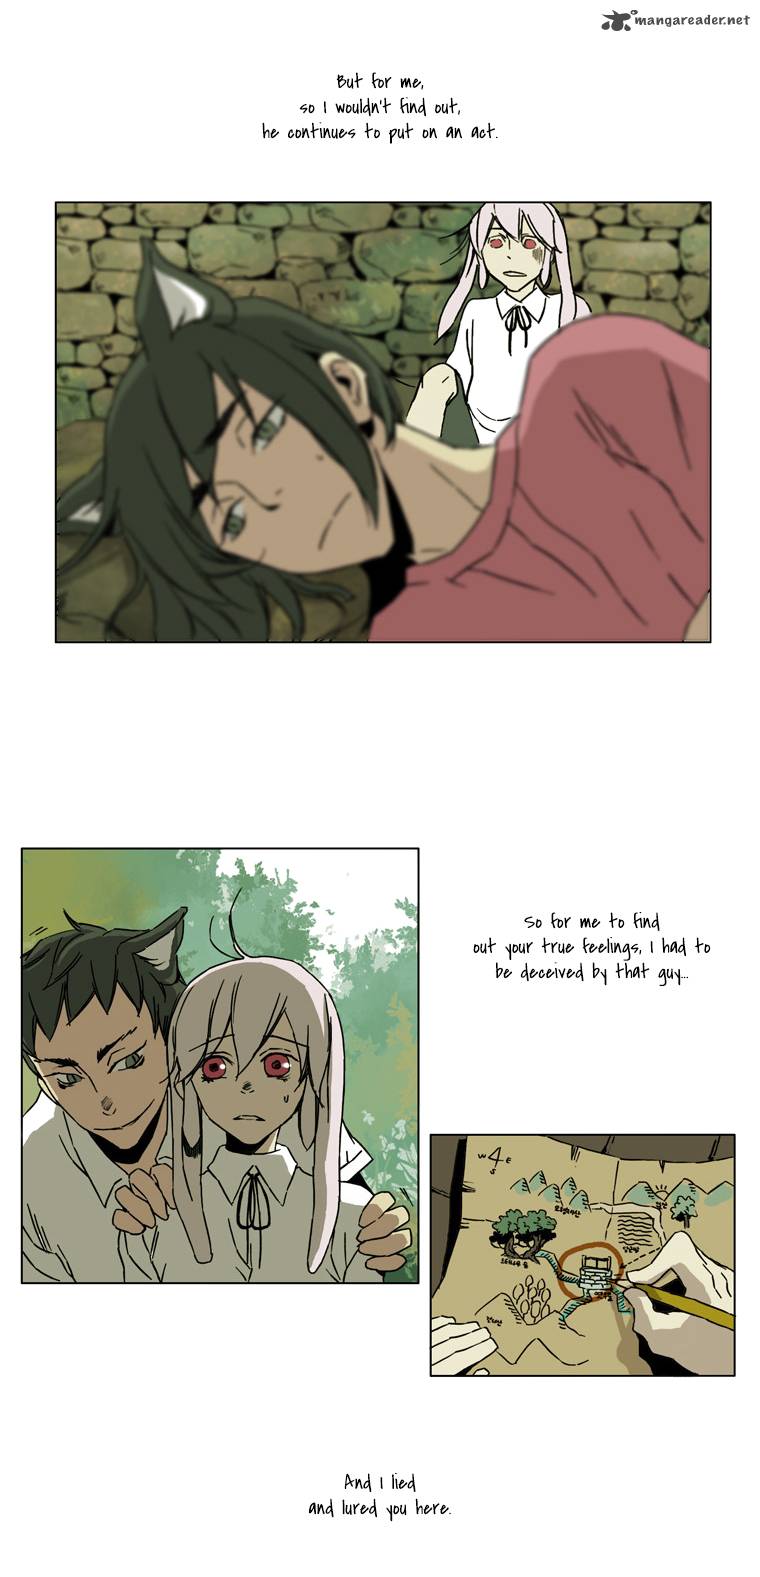 mangareader.net
But for me,
so I wouldn't find out,
he continues to put on an act.
So for me to find
out your true feelings, I had to
be deceived by that guy...
W 4 E
S
And I lied
and lured you here.